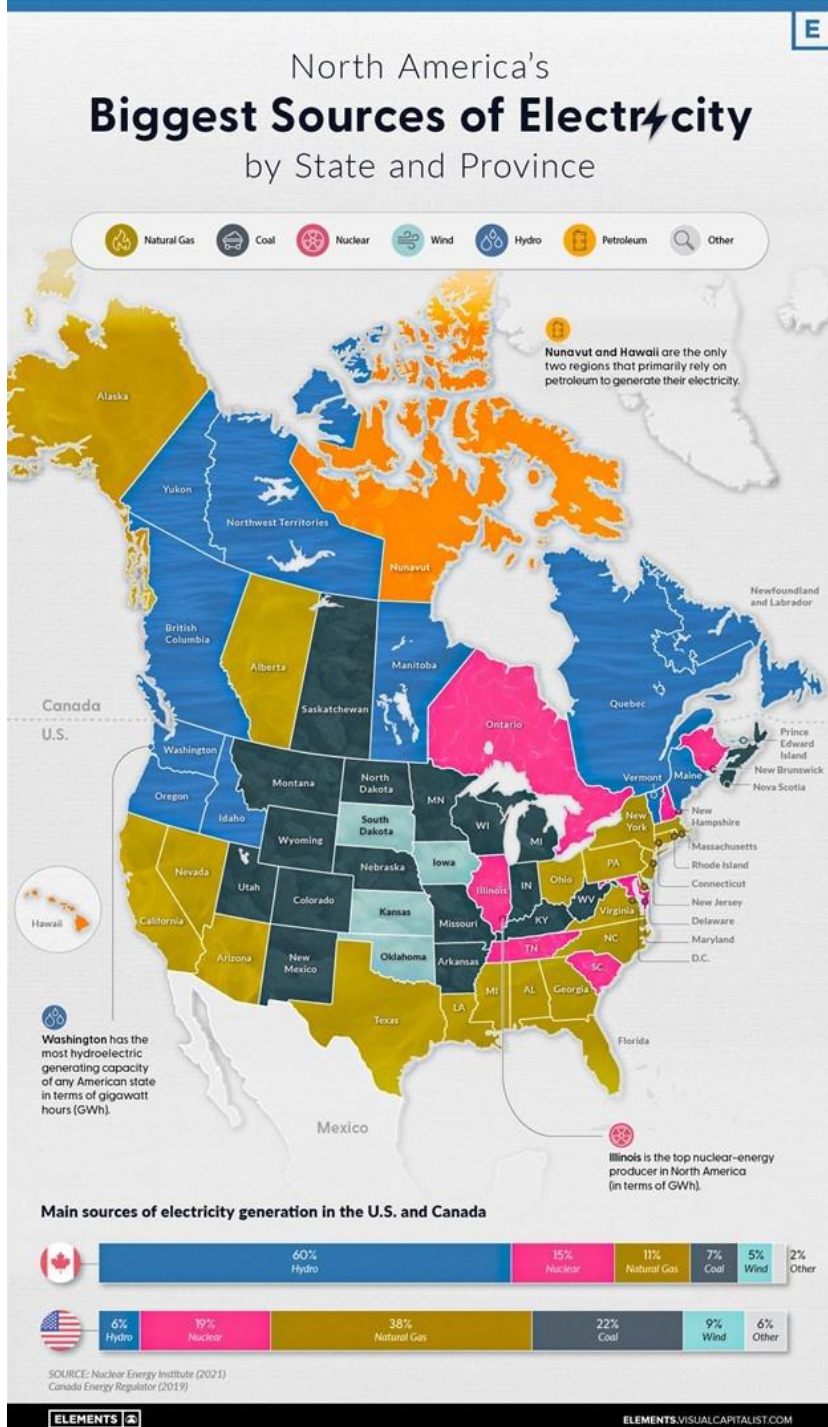 E
North America's
Biggest Sources of Electricity
by State and Province
Natural Gas
Coal
Nuclear
Wind
Hydro
Petroleum
Other
Nunavut and Hawaii are the only
two regions that primarily rely on
petroleum to generate their electricity.
Alaska
Yukon
Northwest Territories
Nunavut
British
Columbia
Alberta
Saskatchewan
Manitoba
Ontario
Quebec
Newfoundland
and Labrador
Canada
U.S.
Prince
Edward
Island
New Brunswick
Nova Scotia
Washington
Oregon
Idaho
Montana
North
Dakota
MN
South
Dakota
WI
MI
Vermont
Maine
New
York
New
Hampshire
Massachusetts
Rhode Island
Connecticut
New Jersey
Delaware
Maryland
D.C.
Wyoming
Nebraska
Iowa
Illinois
IN
Ohio
PA
Nevada
Utah
Colorado
Kansas
Missouri
KY
WV
Virginia
Hawaii
California
Arizona
New
Mexico
Oklahoma
Arkansas
TN
NC
SC
Texas
LA
MI
AL
Georgia
Florida
Mexico
Washington has the
most hydroelectric
generating capacity
of any American state
in terms of gigawatt
hours (GWh).
Illinois is the top nuclear-energy
producer in North America
(in terms of GWh).
Main sources of electricity generation in the U.S. and Canada
60%
Hydro
15%
Nuclear
11%
Natural Gas
7%
Coal
5%
Wind
2%
Other
6%
Hydro
19%
Nuclear
38%
Natural Gas
22%
Coal
9%
Wind
6%
Other
SOURCE: Nuclear Energy Institute (2021)
Canada Energy Regulator (2019)
ELEMENTS
ELEMENTS.VISUALCAPITALIST.COM